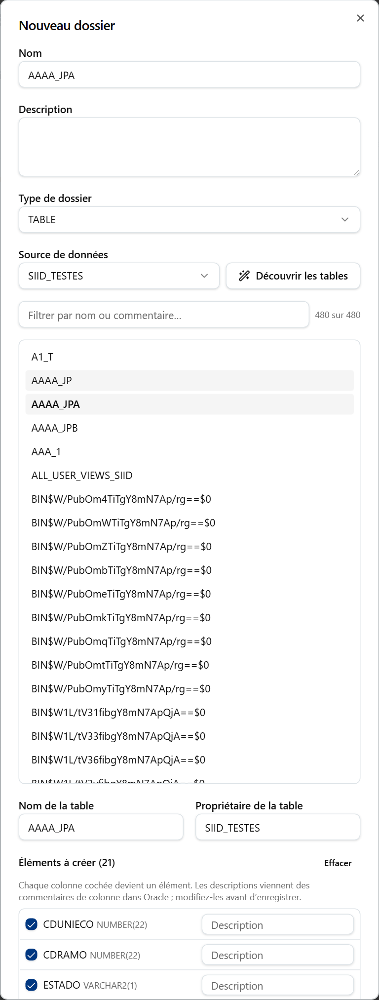 Nouveau dossier
Nom
AAAA_JPA
Description
Type de dossier
TABLE
Source de données
SIID_TESTES
Découvrir les tables
Filtrer par nom ou commentaire...
480 sur 480
A1_T
AAAA_JP
AAAA_JPA
AAAA_JPB
AAA_1
ALL_USER_VIEWS_SIID
BIN$W/PubOm4TiTgY8mN7Ap/rg==$0
BIN$W/PubOmWTiTgY8mN7Ap/rg==$0
BIN$W/PubOmZTiTgY8mN7Ap/rg==$0
BIN$W/PubOmbTiTgY8mN7Ap/rg==$0
BIN$W/PubOmeTiTgY8mN7Ap/rg==$0
BIN$W/PubOmkTiTgY8mN7Ap/rg==$0
BIN$W/PubOmqTiTgY8mN7Ap/rg==$0
BIN$W/PubOmtTiTgY8mN7Ap/rg==$0
BIN$W/PubOmyTiTgY8mN7Ap/rg==$0
BIN$W1L/tV31fibgY8mN7ApQjA==$0
BIN$W1L/tV33fibgY8mN7ApQjA==$0
BIN$W1L/tV36fibgY8mN7ApQjA==$0
Nom de la table
Propriétaire de la table
AAAA_JPA
SIID_TESTES
Éléments à créer (21)
Effacer
Chaque colonne cochée devient un élément. Les descriptions viennent des
commentaires de colonne dans Oracle ; modifiez-les avant d’enregistrer.
CDUNIECO NUMBER(22)
Description
CDRAMO NUMBER(22)
Description
ESTADO VARCHAR2(1)
Description